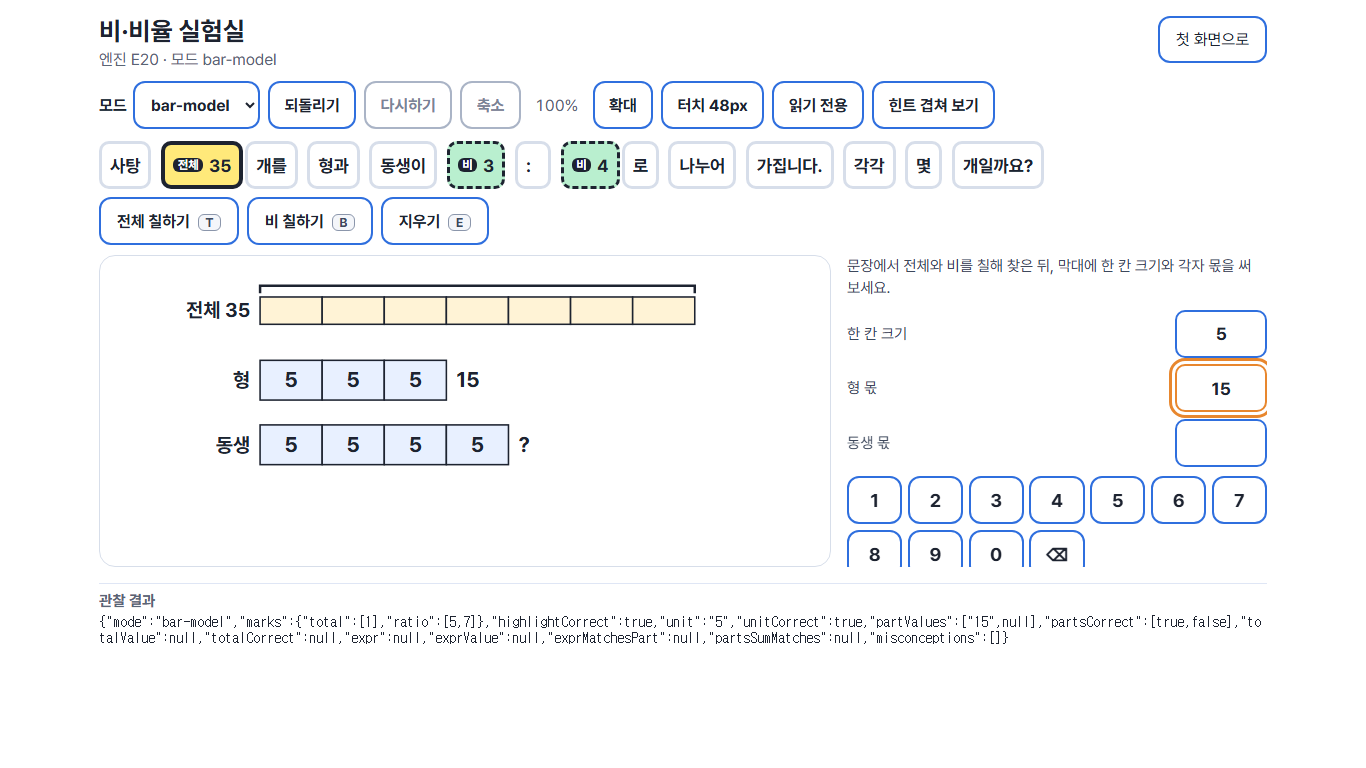 비·비율 실험실
엔진 E20 · 모드 bar-model
첫 화면으로
모드 bar-model 되돌리기 다시하기 축소 100% 확대 터치 48px 읽기 전용 힌트 겹쳐 보기
사탕 전체 35 개를 형과 동생이 비 3 : 비 4 로 나누어 가집니다. 각각 몇 개일까요?
전체 칠하기 T 비 칠하기 B 지우기 E
전체 35
형 5 5 5 15
동생 5 5 5 5 ?
문장에서 전체와 비를 칠해 찾은 뒤, 막대에 한 칸 크기와 각자 몫을 써
보세요.
한 칸 크기 5
형 몫 15
동생 몫
1 2 3 4 5 6 7
8 9 0 ⌫
관찰 결과
{"mode":"bar-model","marks":{"total":[1],"ratio":[5,7]},"highlightCorrect":true,"unit":"5","unitCorrect":true,"partValues":["15",null],"partsCorrect":[true,false],"to
talValue":null,"totalCorrect":null,"expr":null,"exprValue":null,"exprMatchesPart":null,"partsSumMatches":null,"misconceptions":[]}